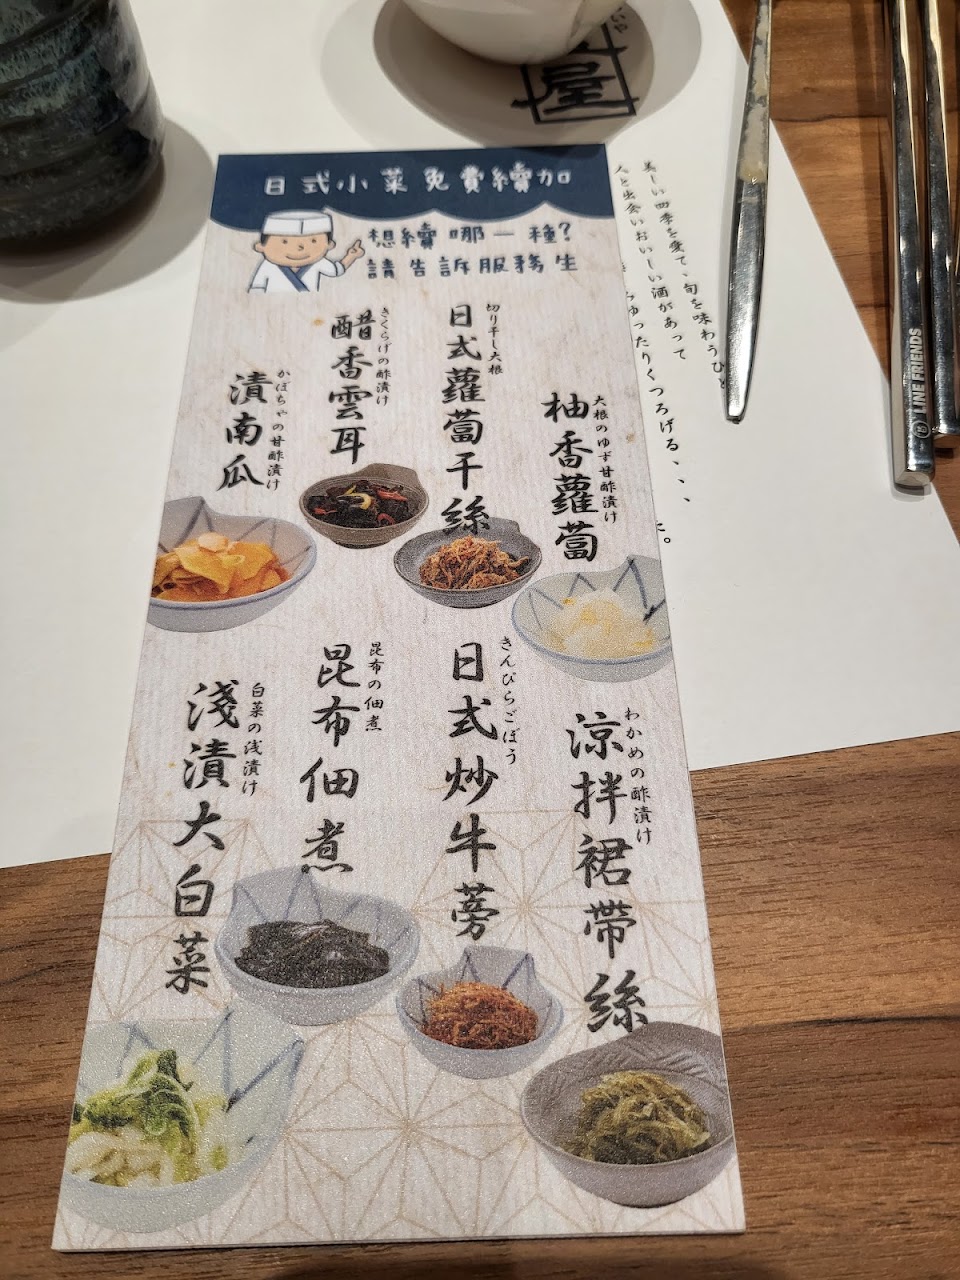 日式小菜免費續加
想續哪一種?
請告訴服務生
柚香蘿蔔
大根のゆず甘酢漬け
日式蘿蔔干絲
切り干し大根
醋香雲耳
きくらげの酢漬け
漬南瓜
かぼちゃの甘酢漬け
涼拌裙帶絲
わかめの酢漬け
日式炒牛蒡
きんぴらごぼう
昆布佃煮
昆布の佃煮
淺漬大白菜
白菜の浅漬け
屋
美しい四季を愛で、旬を味わうひと
人と出会いおいしい酒があって
らゆったりくつろげる、、、
た。
LINE FRIENDS